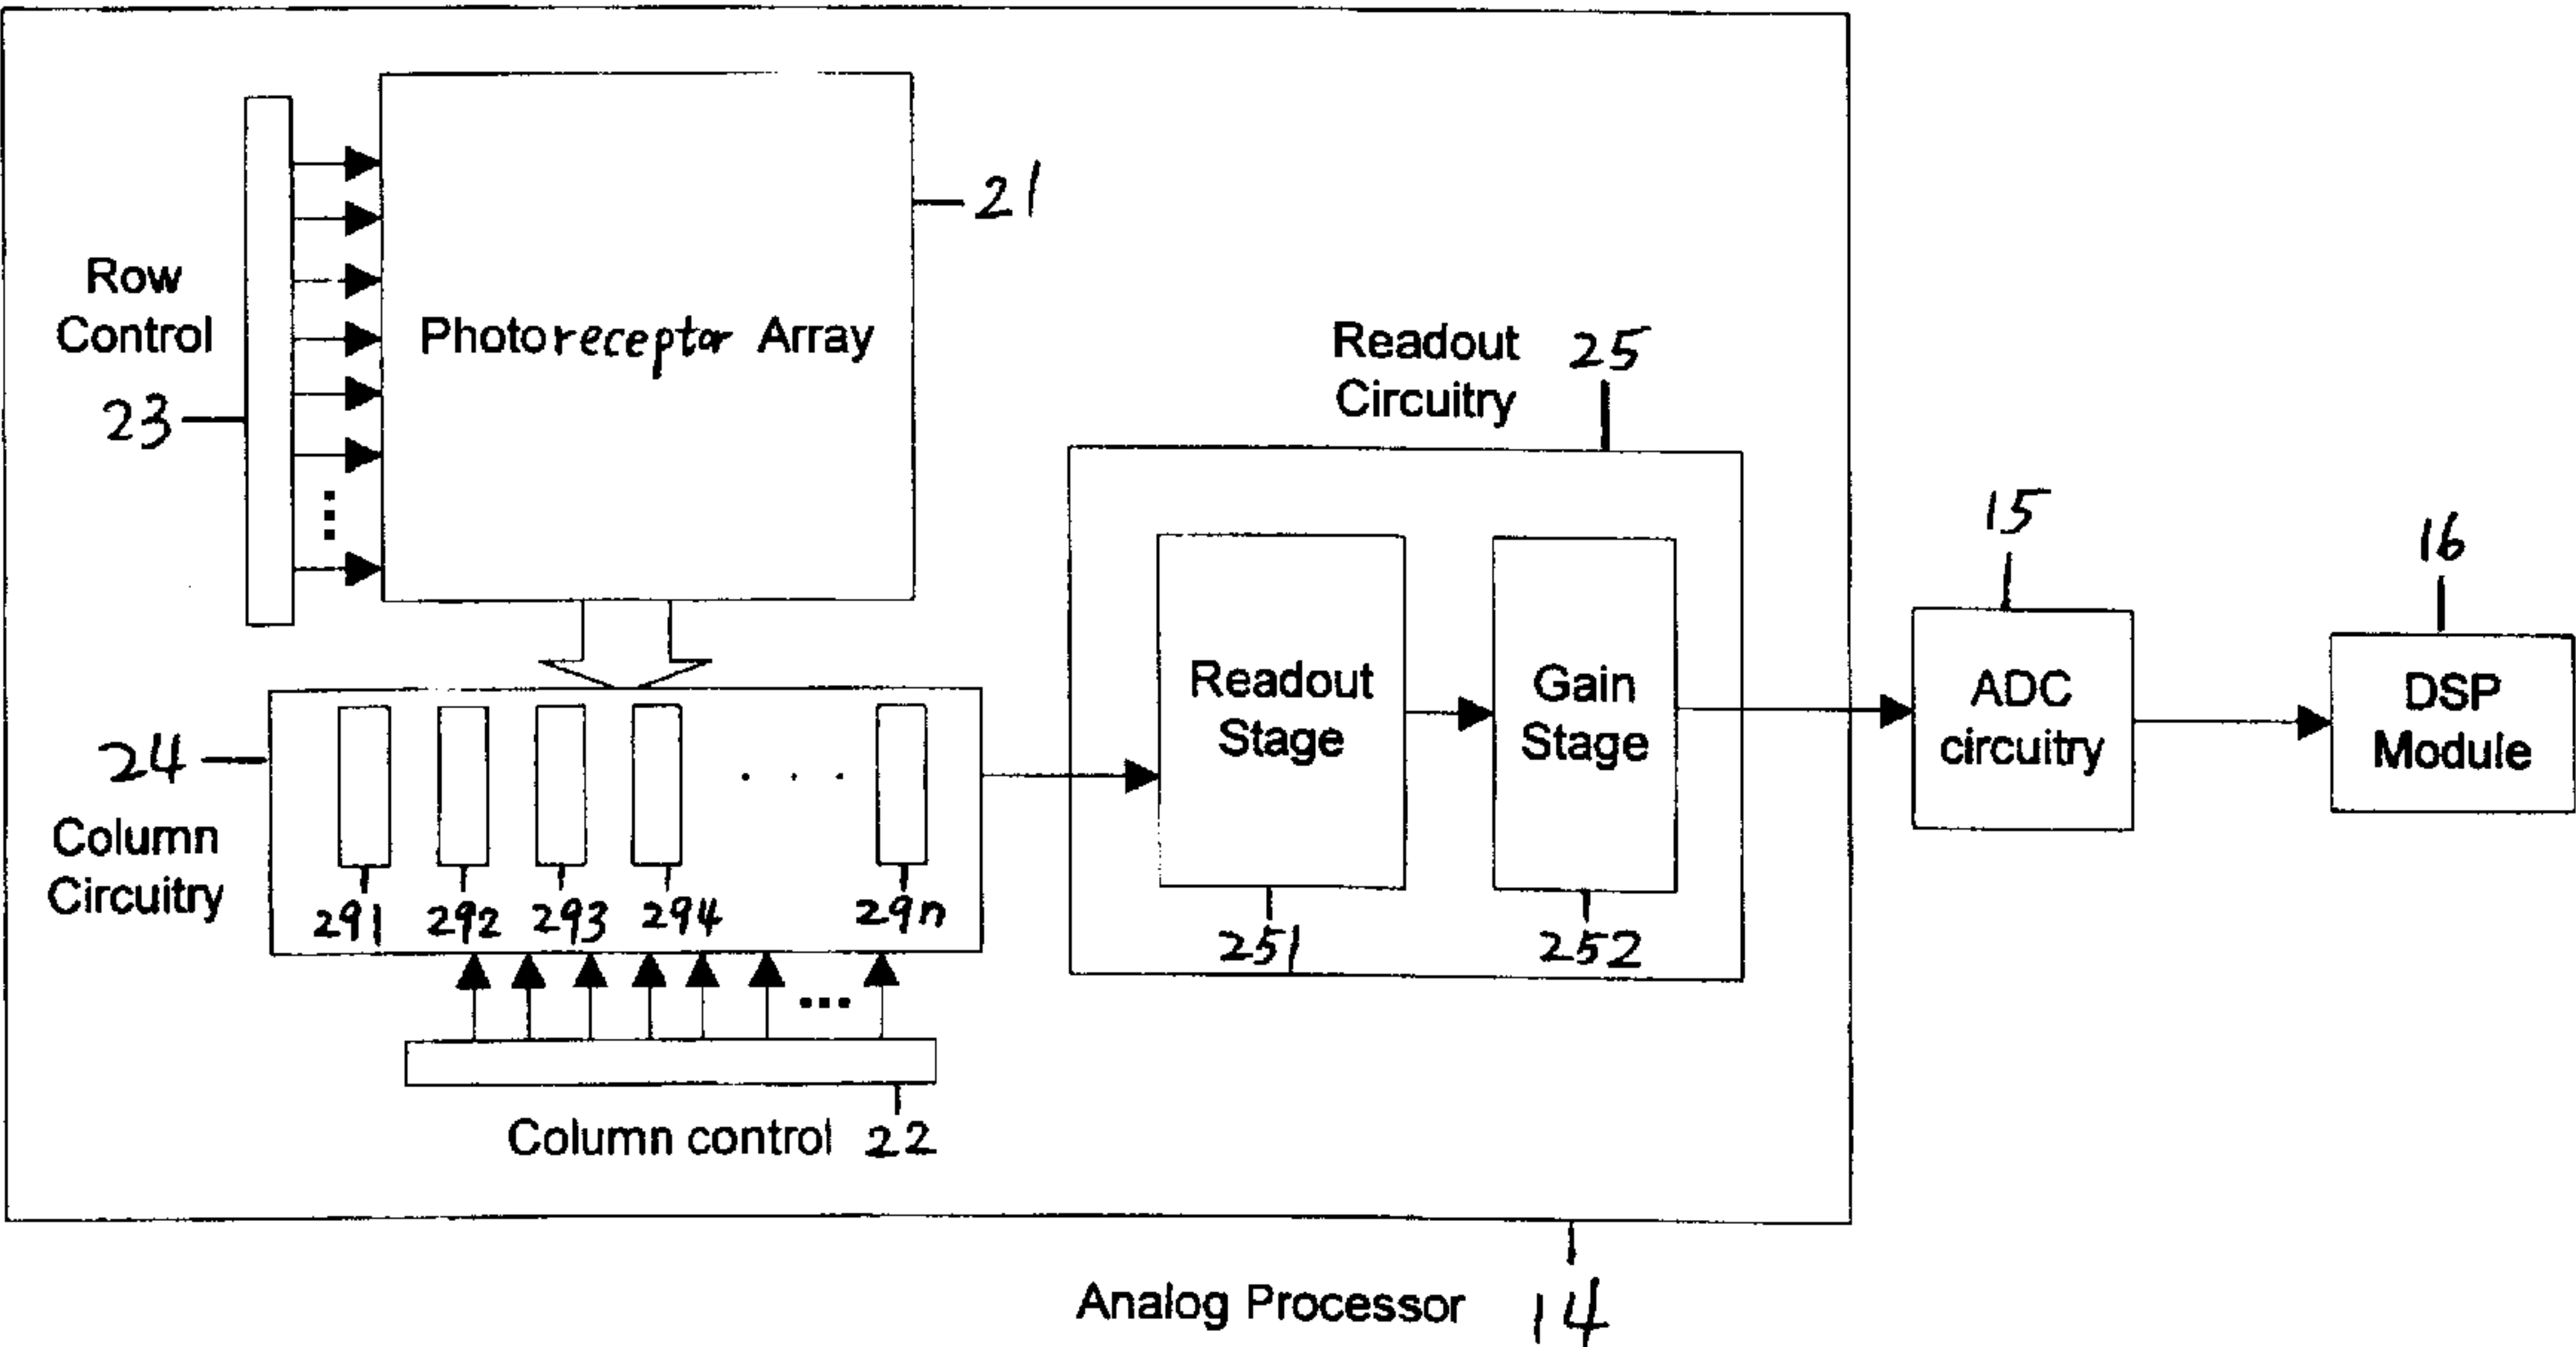 21
Row
Control
23
Photoreceptor Array
Readout
Circuitry
25
15
16
Readout
Stage
Gain
Stage
ADC
circuitry
DSP
Module
24
Column
Circuitry
291 292 293 294 29n
251
252
Column control 22
Analog Processor 14